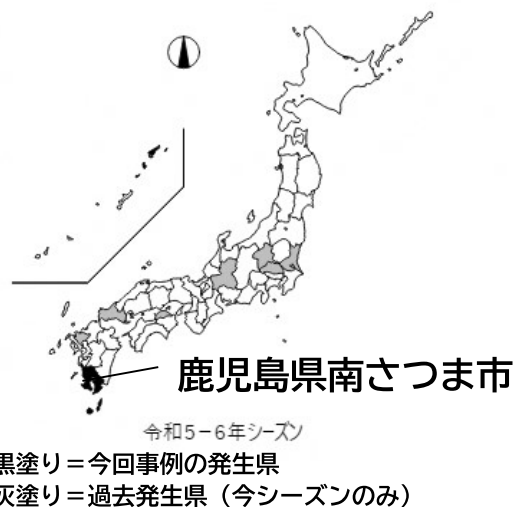 鹿児島県南さつま市
令和5-6年シーズン
黒塗り＝今回事例の発生県
灰塗り＝過去発生県（今シーズンのみ）